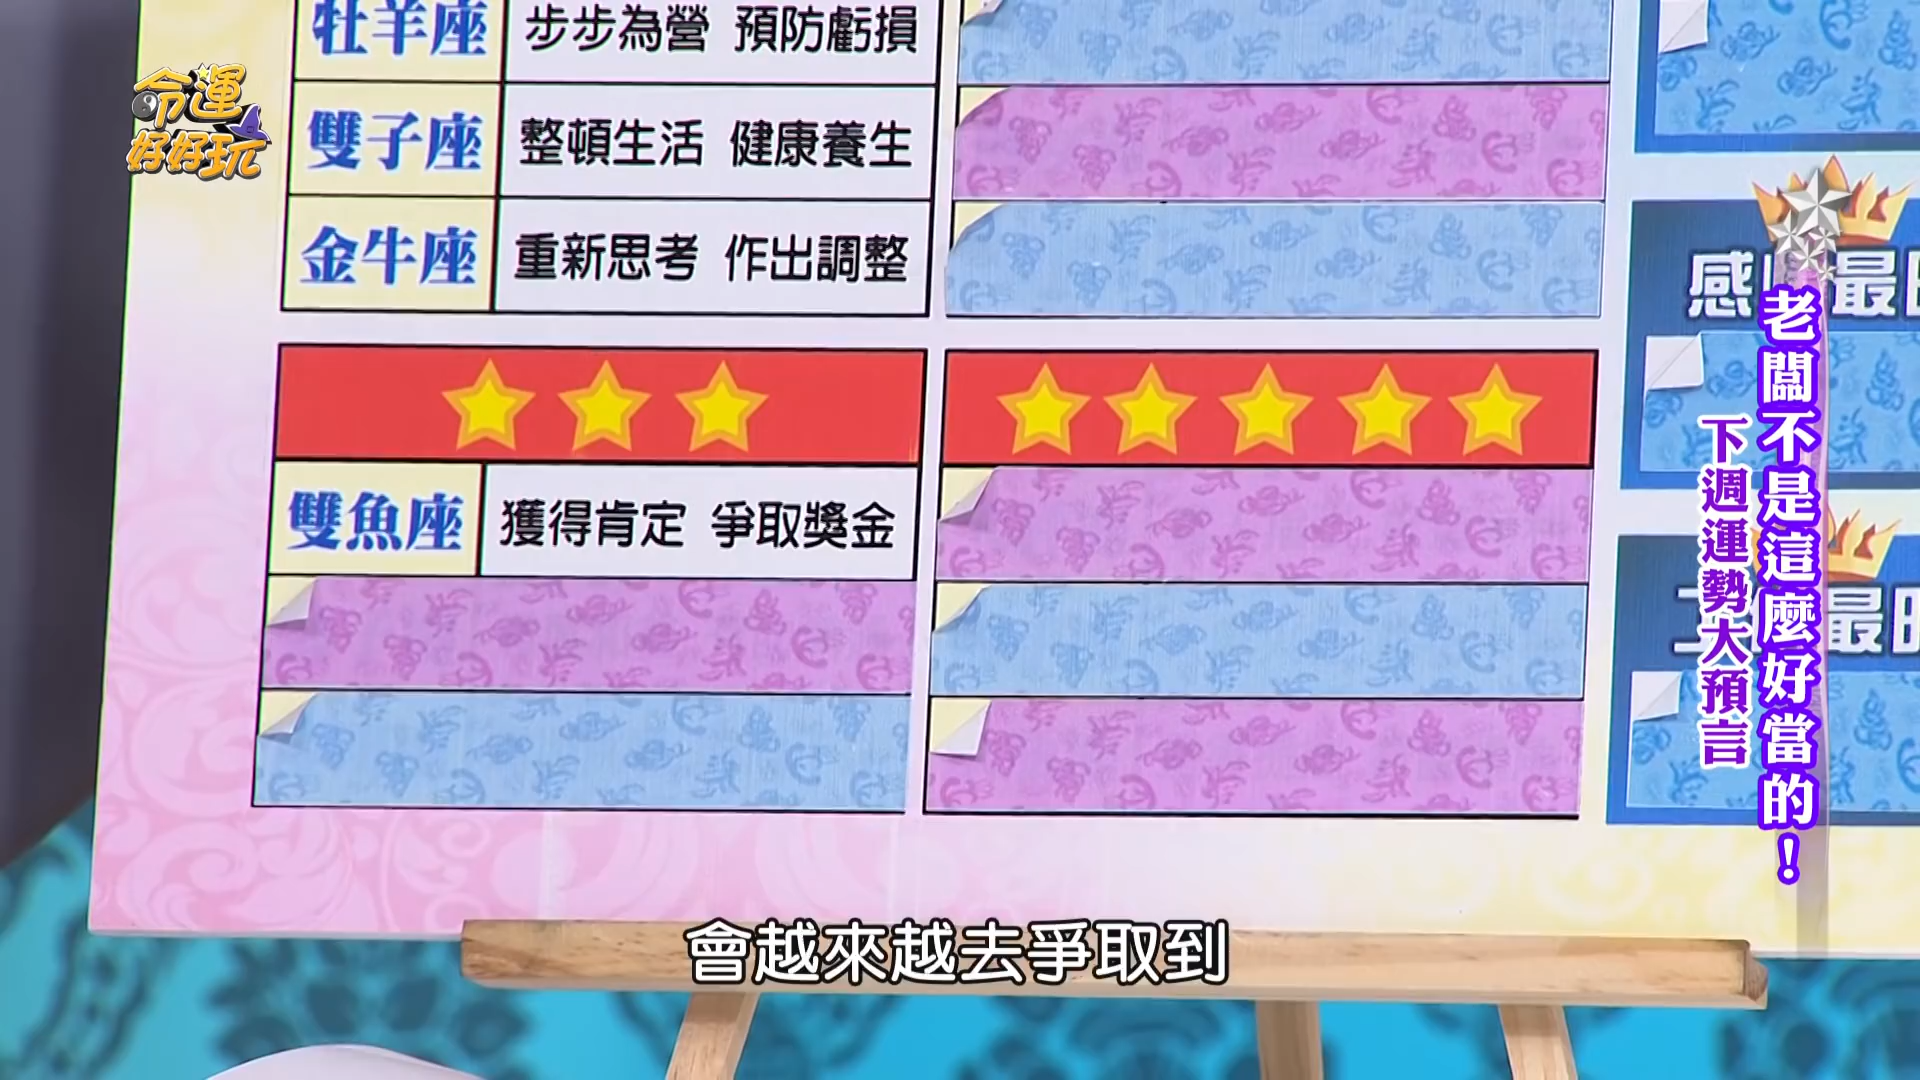 命運
好好玩
牡羊座 步步為營 預防虧損
雙子座 整頓生活 健康養生
金牛座 重新思考 作出調整
雙魚座 獲得肯定 爭取獎金
老闆不是這麼好當的！
下週運勢大預言
會越來越去爭取到